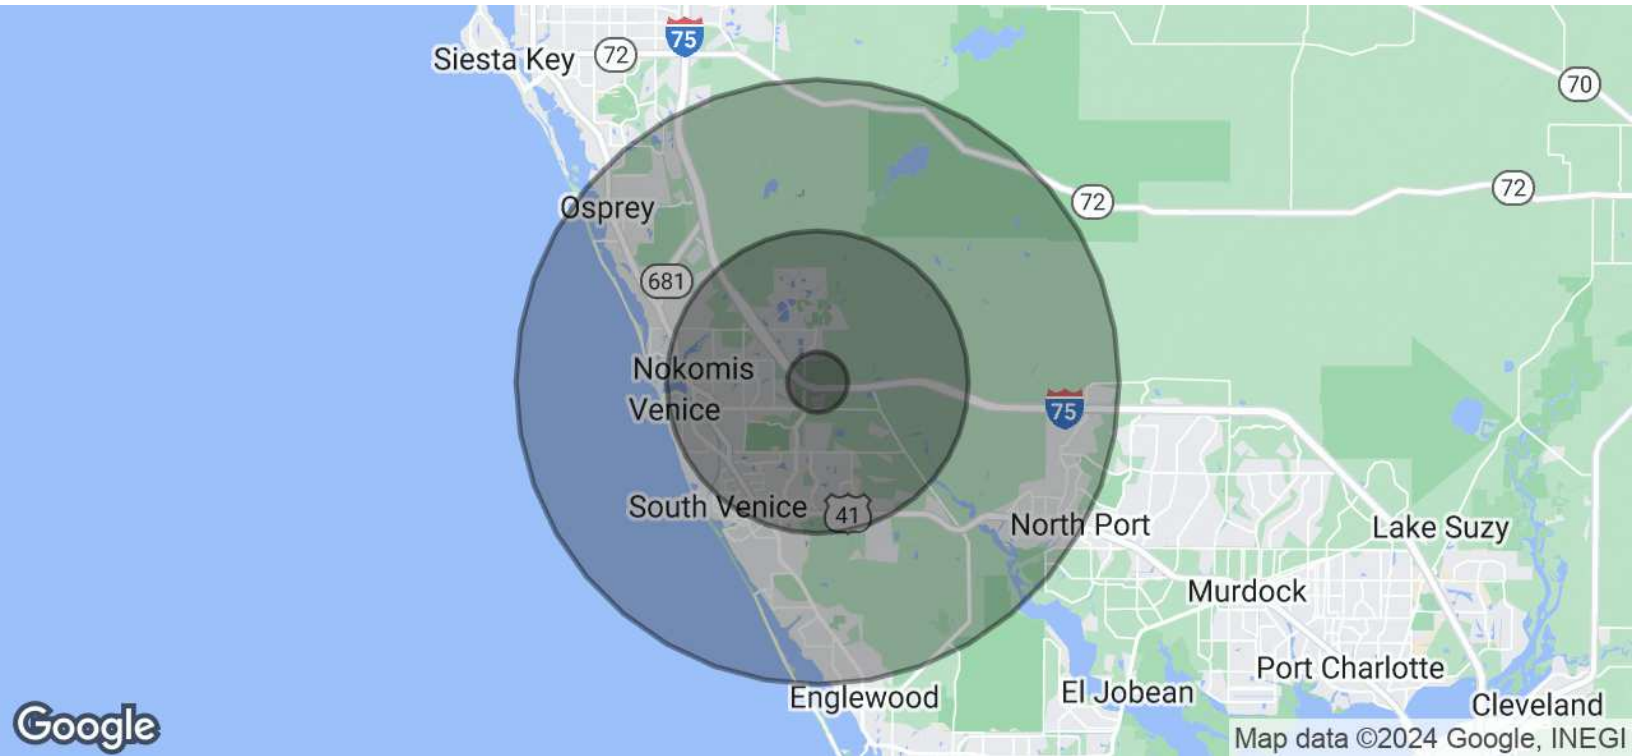 75
Siesta Key
72
70
72
72
Osprey
681
Nokomis
Venice
75
South Venice
41
North Port
Lake Suzy
Murdock
Port Charlotte
Englewood
El Jobean
Cleveland
Google
Map data ©2024 Google, INEGI